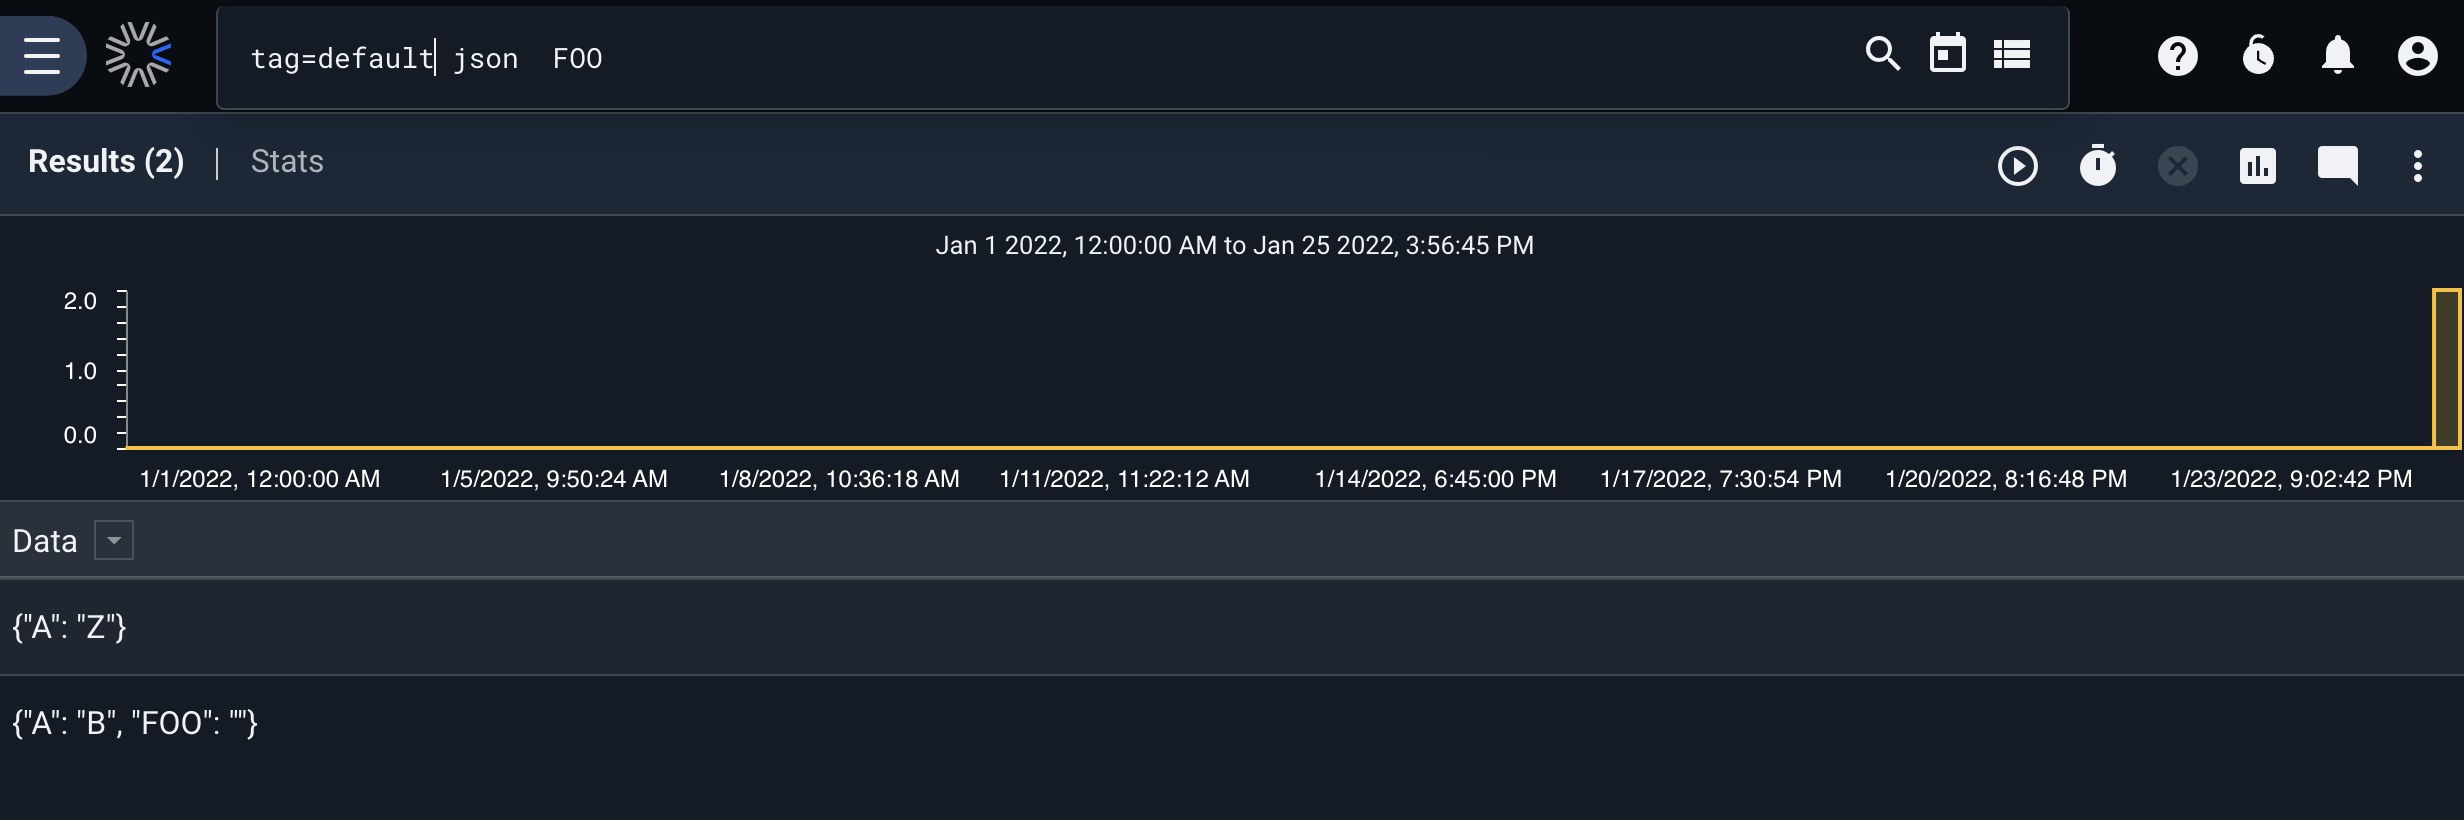 tag=default json  FOO
Results (2) | Stats
Jan 1 2022, 12:00:00 AM to Jan 25 2022, 3:56:45 PM
2.0
1.0
0.0
1/1/2022, 12:00:00 AM 1/5/2022, 9:50:24 AM 1/8/2022, 10:36:18 AM 1/11/2022, 11:22:12 AM 1/14/2022, 6:45:00 PM 1/17/2022, 7:30:54 PM 1/20/2022, 8:16:48 PM 1/23/2022, 9:02:42 PM
Data
{"A": "Z"}
{"A": "B", "FOO": ""}